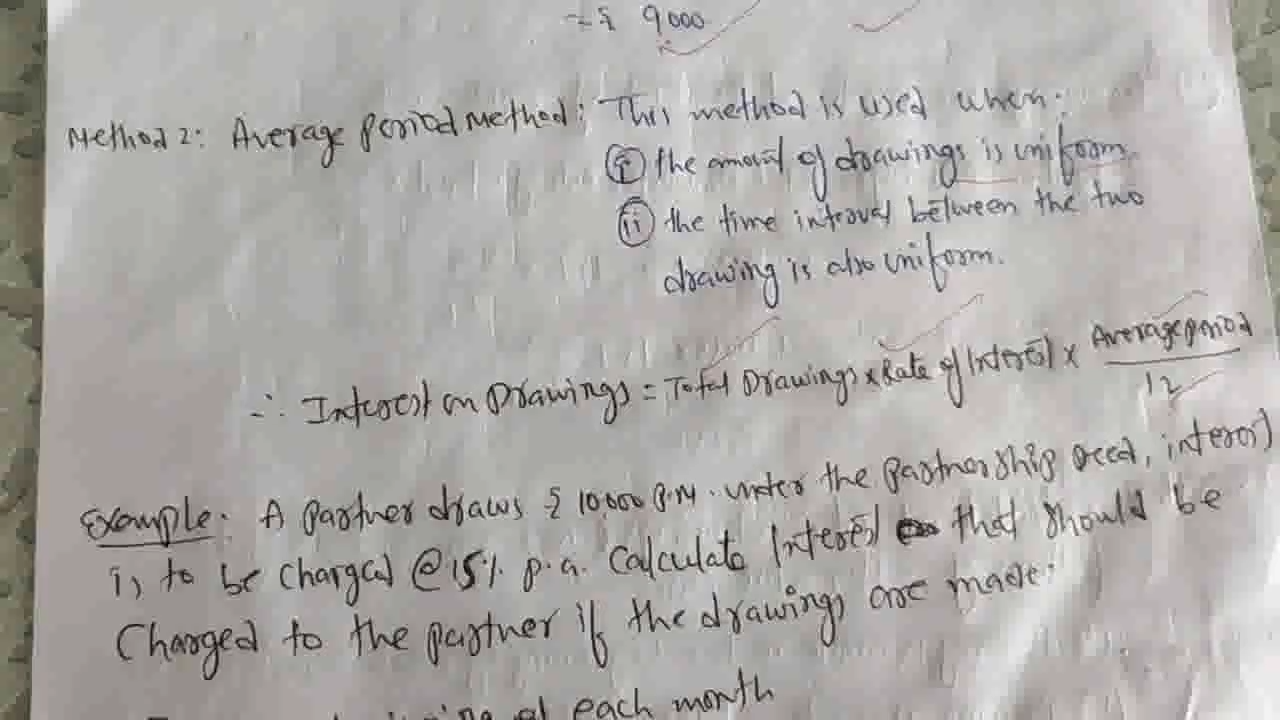 = ₹ 9000
Method 2: Average Period Method: This method is used when.
(i) the amount of drawings is uniform.
(ii) the time interval between the two
drawing is also uniform.
∴ Interest on Drawings = Total Drawings x Rate of Interest x Average period
12
Example: A partner draws ₹ 10,000 P.M. under the partnership deed, interest
is to be charged @ 15% p.a. Calculate Interest that should be
Charged to the partner if the drawings are made.
of each month